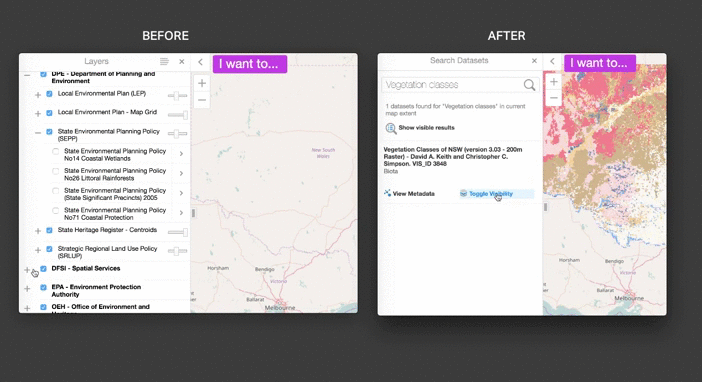 BEFORE
Layers
DPE - Department of Planning and
Environment
Local Environmental Plan (LEP)
Local Environmental Plan - Map Grid
State Environmental Planning Policy
(SEPP)
State Environmental Planning Policy
No14 Coastal Wetlands
State Environmental Planning Policy
No26 Littoral Rainforests
State Environmental Planning Policy
(State Significant Precincts) 2005
State Environmental Planning Policy
No71 Coastal Protection
State Heritage Register - Centroids
Strategic Regional Land Use Policy
(SRLUP)
DFSI - Spatial Services
EPA - Environment Protection
Authority
OEH - Office of Environment and
Heritage
I want to...
New South
Wales
Horsham
Bendigo
Victoria
Ballarat
Melbourne
AFTER
Search Datasets
Vegetation classes
1 datasets found for "Vegetation classes" in current
map extent
Show visible results
Vegetation Classes of NSW (version 3.03 - 200m
Raster) - David A. Keith and Christopher C.
Simpson. VIS_ID 3848
Biota
View Metadata
Toggle Visibility
I want to...
Horsham
Bendigo
Victoria
Ballarat
Melbourne